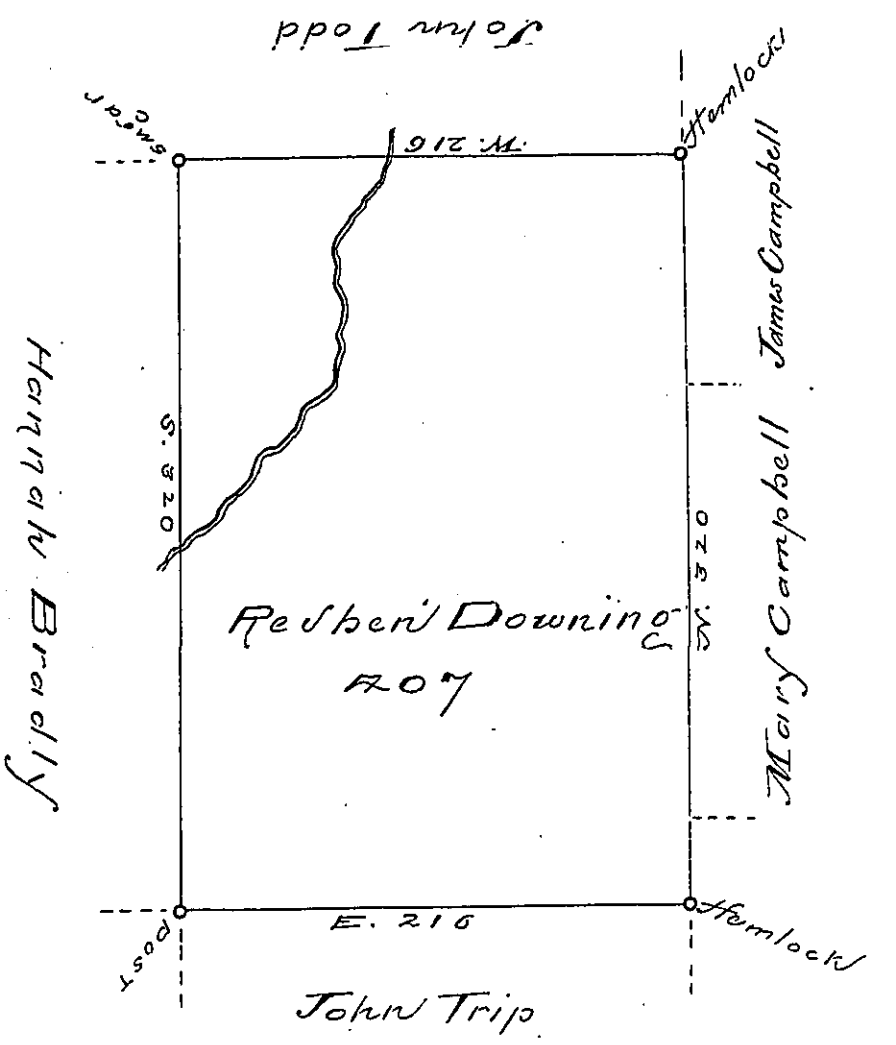 John Todd
Sugar
Hemlock
W. 216
James Campbell
Mary Campbell
N. 320
Hannah Bradly
S. 320
Reuben Downing
407
Post
E. 216
Hemlock
John Trip